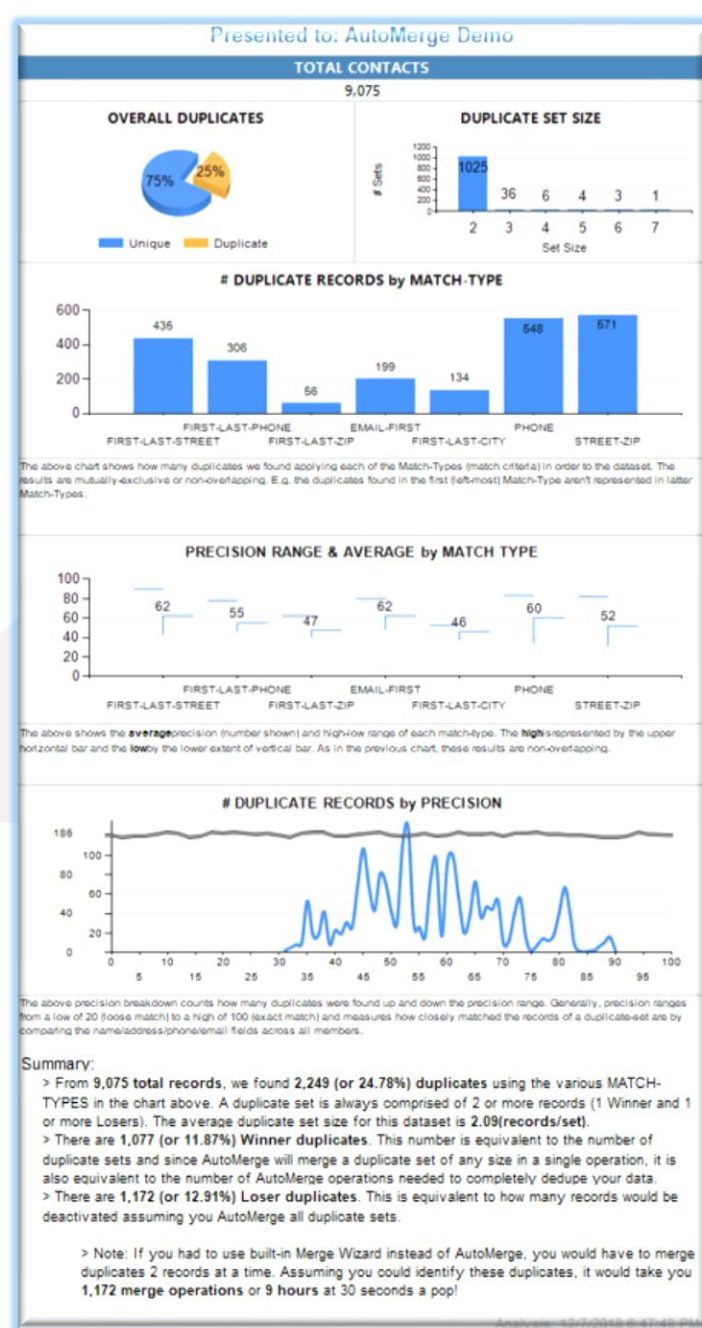 Presented to: AutoMerge Demo
TOTAL CONTACTS
9,075
OVERALL DUPLICATES
75%
25%
Unique
Duplicate
DUPLICATE SET SIZE
# Sets
1200
1000
800
600
400
200
0
1025
36
6
4
3
1
2
3
4
5
6
7
Set Size
# DUPLICATE RECORDS by MATCH-TYPE
600
400
200
0
435
306
56
199
134
548
571
FIRST-LAST-PHONE
EMAIL-FIRST
PHONE
FIRST-LAST-STREET
FIRST-LAST-ZIP
FIRST-LAST-CITY
STREET-ZIP
The above chart shows how many duplicates we found applying each of the Match-Types (match criteria) in order to the dataset. The
results are mutually-exclusive or non-overlapping. E.g. the duplicates found in the first (left-most) Match-Type aren't represented in latter
Match-Types.
PRECISION RANGE & AVERAGE by MATCH TYPE
100
80
60
40
20
0
62
55
47
62
46
60
52
FIRST-LAST-PHONE
EMAIL-FIRST
PHONE
FIRST-LAST-STREET
FIRST-LAST-ZIP
FIRST-LAST-CITY
STREET-ZIP
The above shows the averageprecision (number shown) and high-low range of each match-type. The highisrepresented by the upper
horizontal bar and the lowby the lower extent of vertical bar. As in the previous chart, these results are non-overlapping.
# DUPLICATE RECORDS by PRECISION
186
100
80
60
40
20
0
0
10
20
30
40
50
60
70
80
90
100
5
15
25
35
45
55
65
75
85
95
The above precision breakdown counts how many duplicates were found up and down the precision range. Generally, precision ranges
from a low of 20 (loose match) to a high of 100 (exact match) and measures how closely matched the records of a duplicate-set are by
comparing the name/address/phone/email fields across all members.
Summary:
> From 9,075 total records, we found 2,249 (or 24.78%) duplicates using the various MATCH-
TYPES in the chart above. A duplicate set is always comprised of 2 or more records (1 Winner and 1
or more Losers). The average duplicate set size for this dataset is 2.09(records/set).
> There are 1,077 (or 11.87%) Winner duplicates. This number is equivalent to the number of
duplicate sets and since AutoMerge will merge a duplicate set of any size in a single operation, it is
also equivalent to the number of AutoMerge operations needed to completely dedupe your data.
> There are 1,172 (or 12.91%) Loser duplicates. This is equivalent to how many records would be
deactivated assuming you AutoMerge all duplicate sets.
> Note: If you had to use built-in Merge Wizard instead of AutoMerge, you would have to merge
duplicates 2 records at a time. Assuming you could identify these duplicates, it would take you
1,172 merge operations or 9 hours at 30 seconds a pop!
Analysis: 12/7/2018 6:47:48 PM